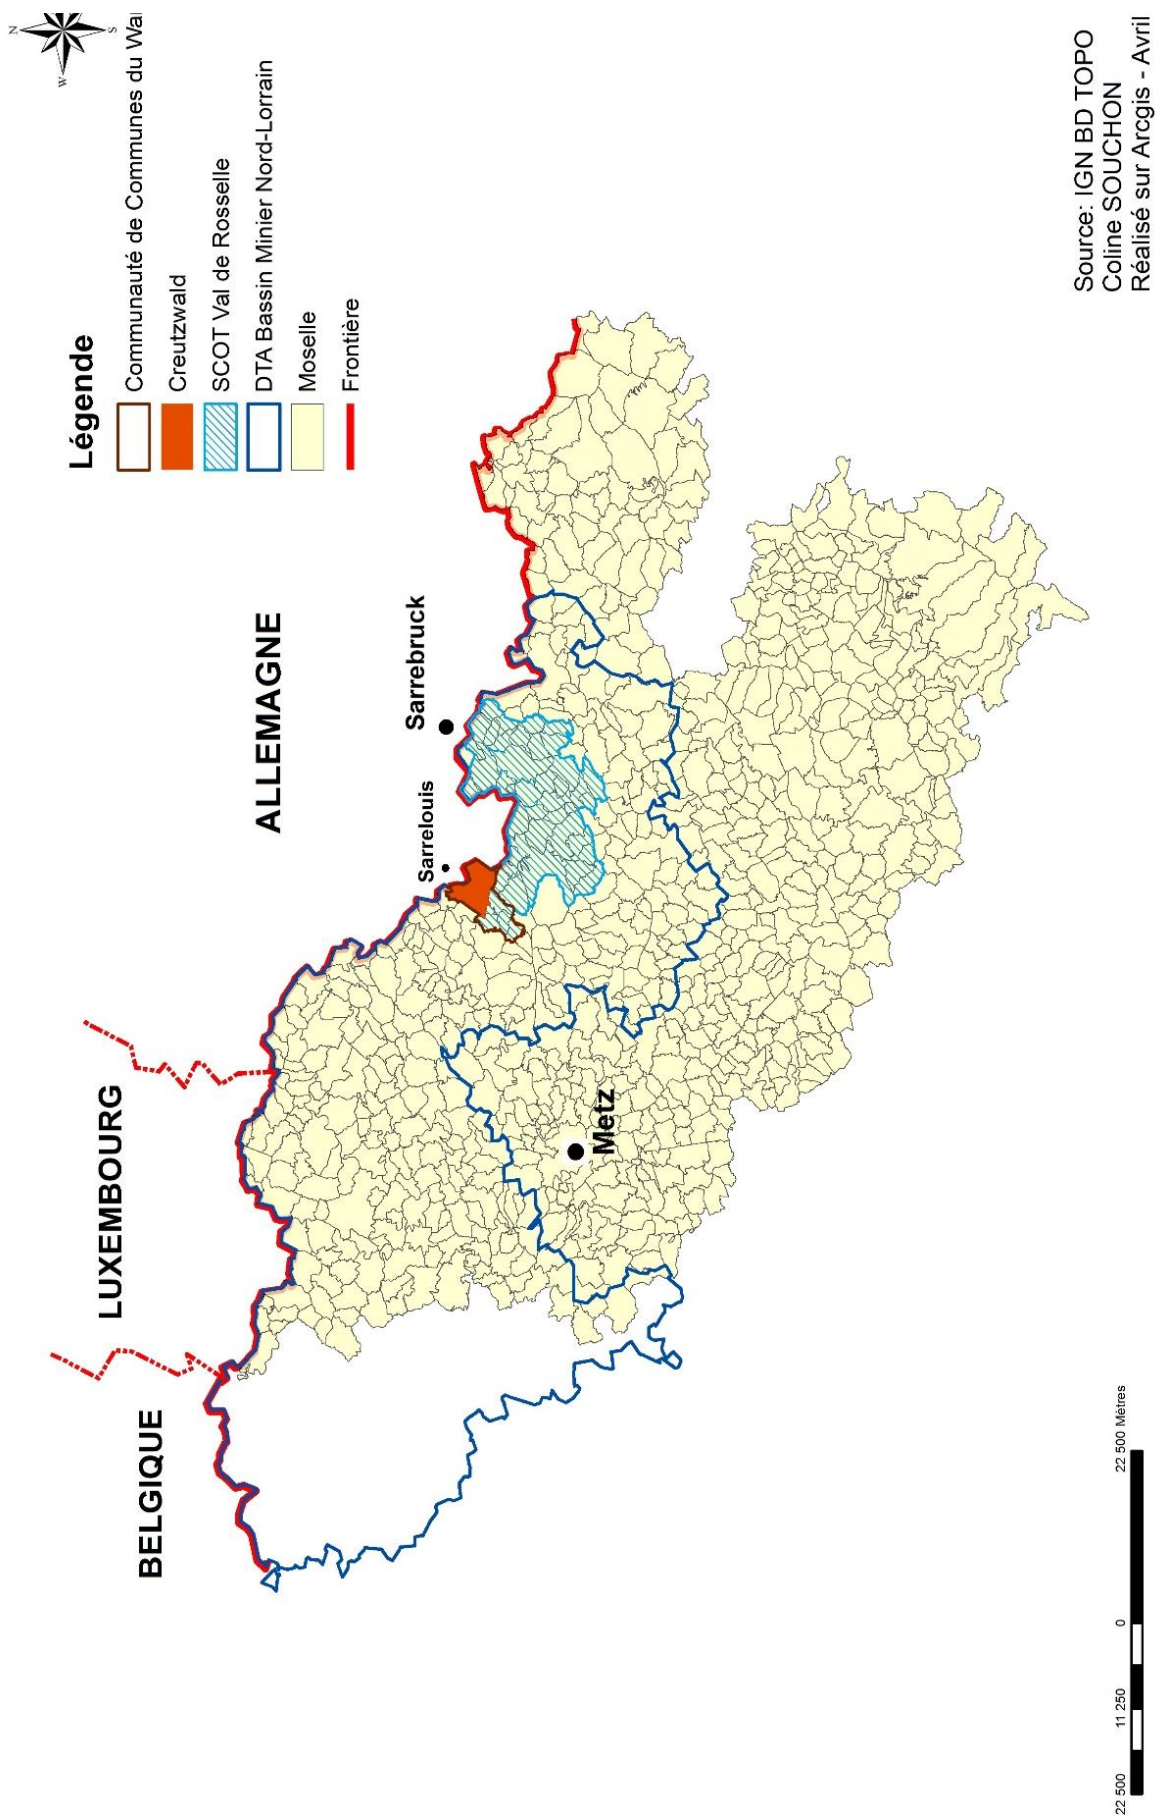 BELGIQUE
LUXEMBOURG
ALLEMAGNE
Sarrelouis
Sarrebruck
Metz
Légende
Communauté de Communes du
Creutzwald
SCOT Val de Rosselle
DTA Bassin Minier Nord-Lorrain
Moselle
Frontière
N
S
W
22 500
11 250
0
22 500 Mètres
Source: IGN BD TOPO
Coline SOUCHON
Réalisé sur Arcgis - Avril